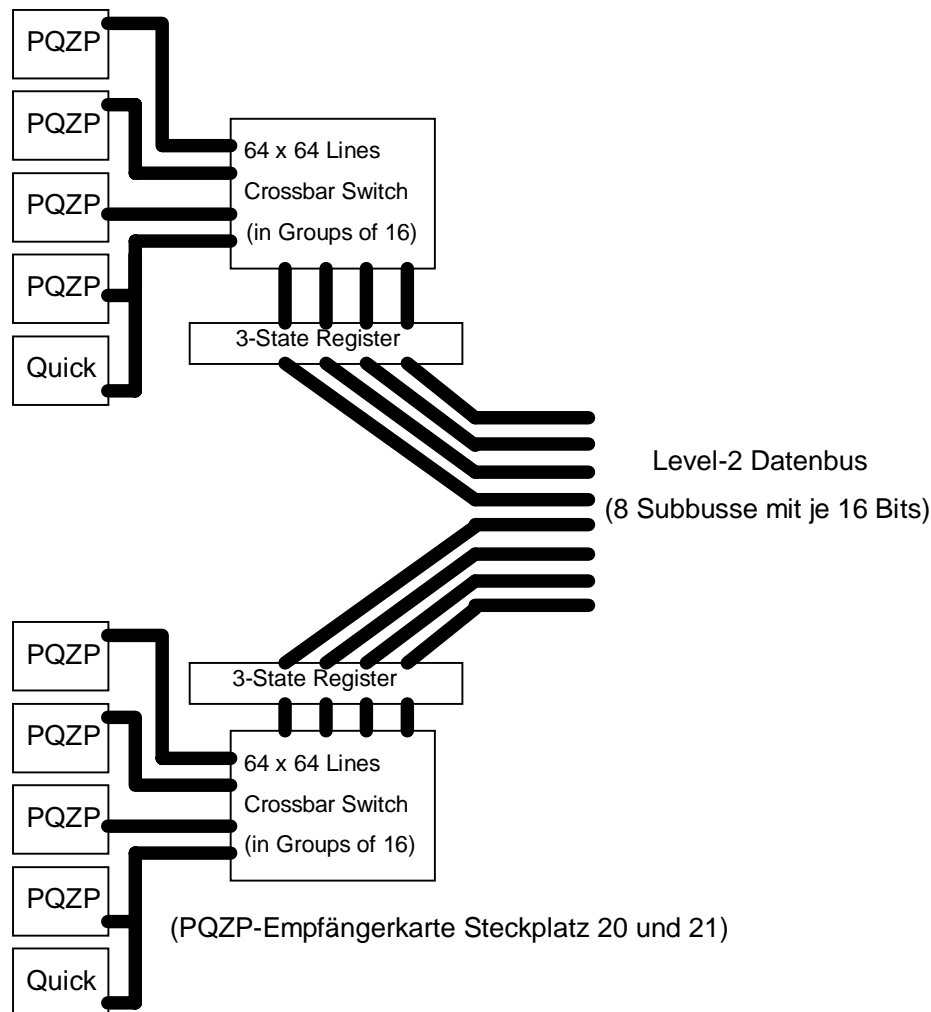 PQZP
PQZP
PQZP
PQZP
Quick
64 x 64 Lines
Crossbar Switch
(in Groups of 16)
3-State Register
Level-2 Datenbus
(8 Subbusse mit je 16 Bits)
PQZP
PQZP
PQZP
PQZP
Quick
3-State Register
64 x 64 Lines
Crossbar Switch
(in Groups of 16)
(PQZP-Empfängerkarte Steckplatz 20 und 21)